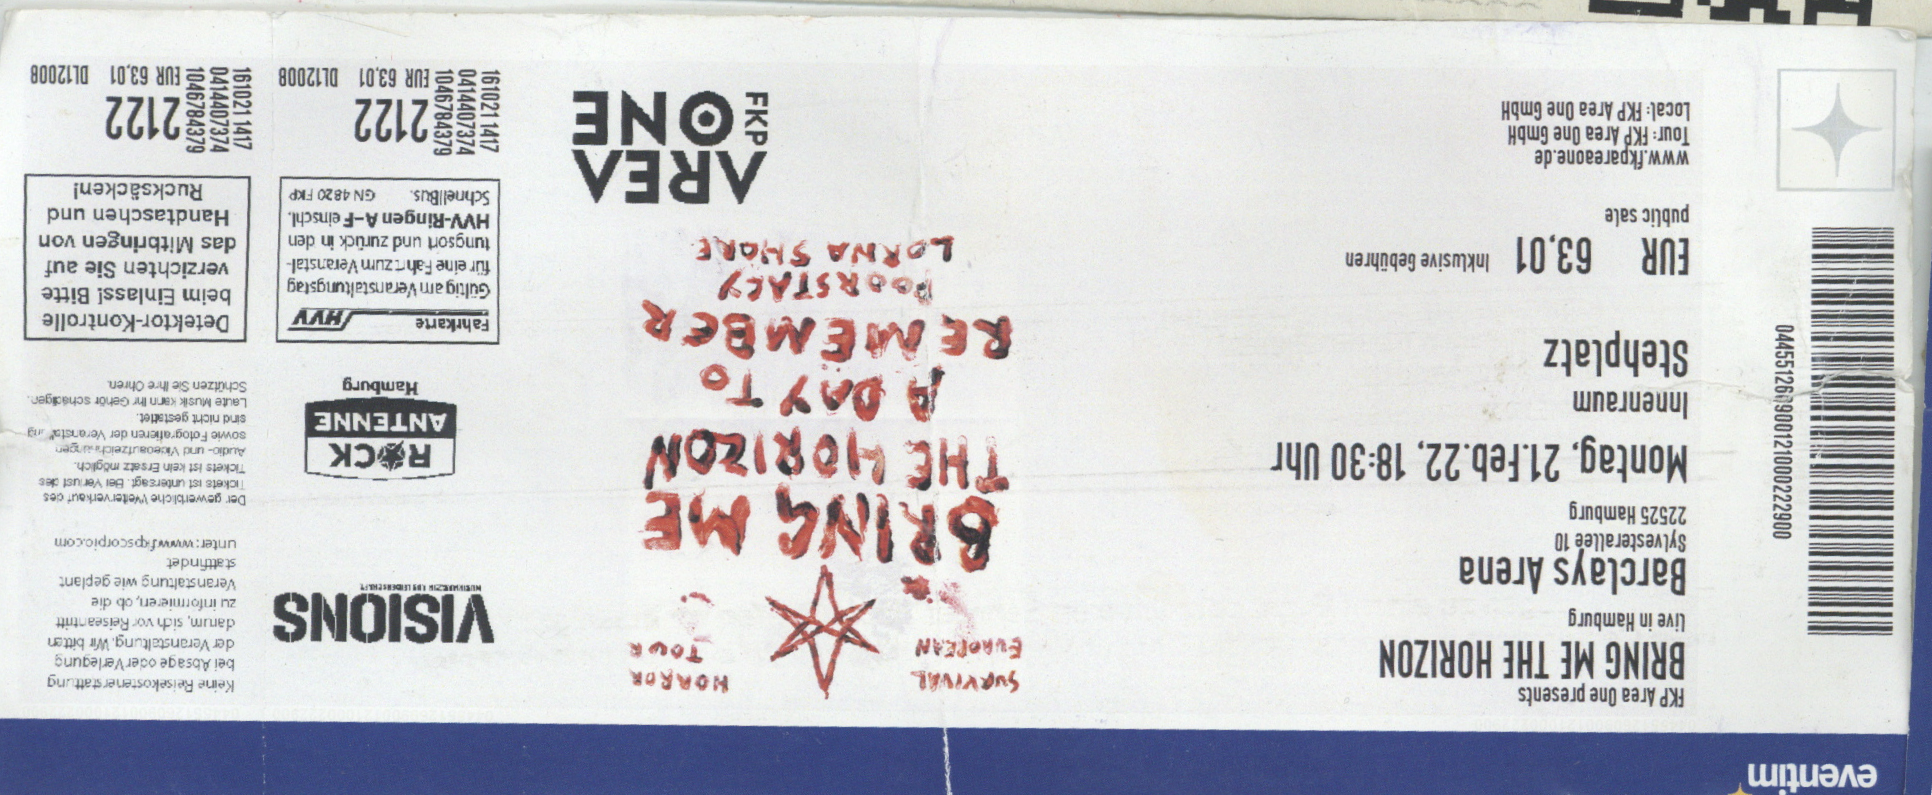 eventim
FKP Area One presents
BRING ME THE HORIZON
Live in Hamburg
Barclays Arena
Sylvesterallee 10
22525 Hamburg
Montag, 21.Feb.22, 18:30 Uhr
Innenraum
Stehplatz
EUR 63,01 Inklusive Gebühren
public sale
www.fkpareaone.de
Tour: FKP Area One GmbH
Local: FKP Area One GmbH
SURVIVAL HORROR
EUROPEAN TOUR
BRING ME
THE HORIZON
A DAY TO
REMEMBER
POORSTACY
LORNA SHORE
AREA
FKP ONE
VISIONS
MUSIKMAGAZIN AUS LEIDENSCHAFT.
ROCK
ANTENNE
Hamburg
Fahrkarte HVV
Gültig am Veranstaltungstag
für eine Fahrt zum Veranstal-
tungsort und zurück in den
HVV-Ringen A-F einschl.
SchnellBus. GN 4820 FKP
161021 1417
0414407374
1046784379
2122
EUR 63,01 DL12008
Keine Reisekostenerstattung
bei Absage oder Verlegung
der Veranstaltung. Wir bitten
darum, sich vor Reiseantritt
zu informieren, ob die
Veranstaltung wie geplant
stattfindet
unter: www.fkpscorpio.com
Der gewerbliche Weiterverkauf des
Tickets ist untersagt. Bei Verlust des
Tickets ist kein Ersatz möglich.
Audio- und Videoaufzeichnungen
sowie Fotografieren der Veranstaltung
sind nicht gestattet.
Laute Musik kann Ihr Gehör schädigen.
Schützen Sie Ihre Ohren.
Detektor-Kontrolle
beim Einlass! Bitte
verzichten Sie auf
das Mitbringen von
Handtaschen und
Rucksäcken!
161021 1417
0414407374
1046784379
2122
EUR 63,01 DL12008